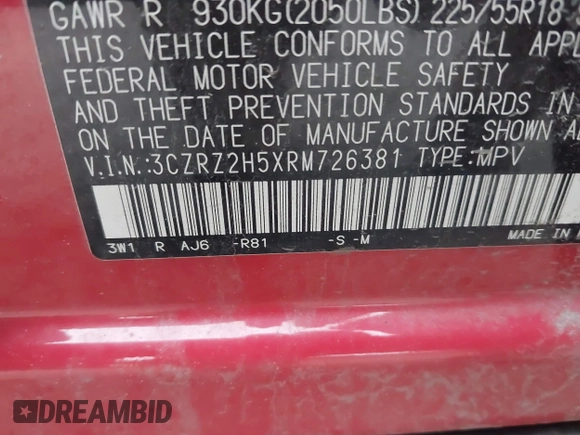 GAWR R 930KG(2050LBS) 225/55R18
THIS VEHICLE CONFORMS TO ALL
FEDERAL MOTOR VEHICLE SAFETY
AND THEFT PREVENTION STANDARDS IN
ON THE DATE OF MANUFACTURE SHOWN
V.I.N.:3CZRZ2H5XRM726381 TYPE:MPV
3W1 R AJ6 -R81 -S -M
MADE IN
DREAMBID